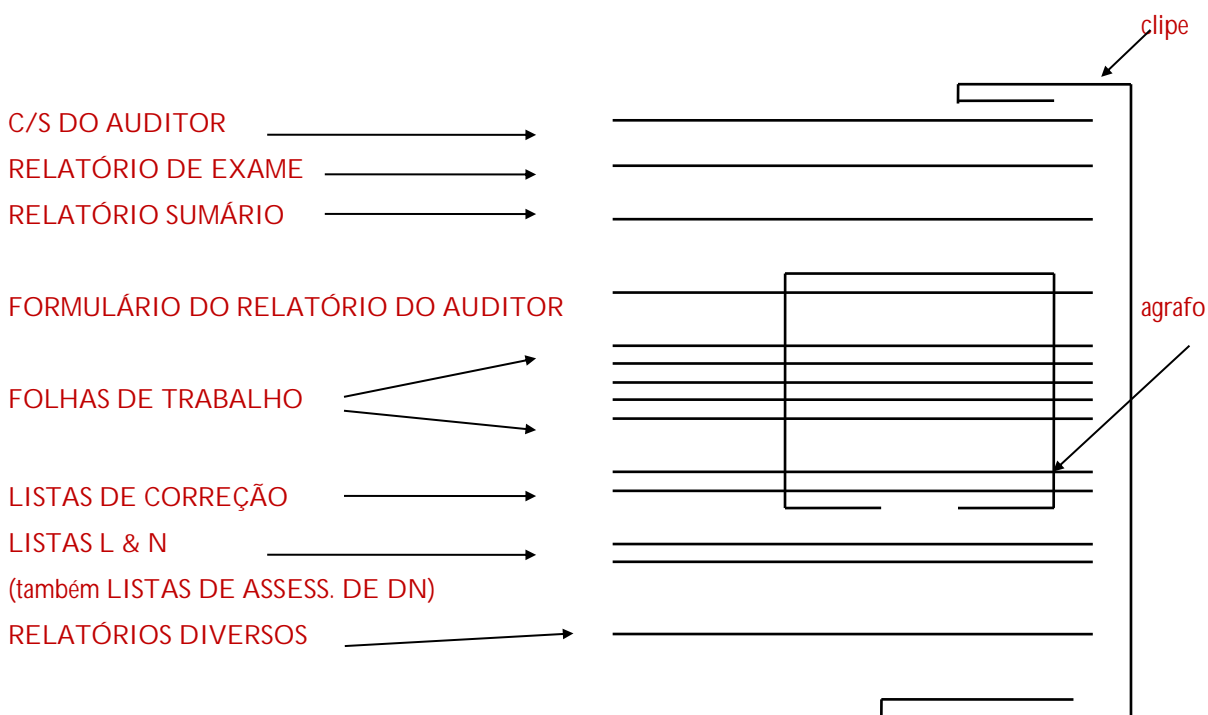 clipe
C/S DO AUDITOR
RELATÓRIO DE EXAME
RELATÓRIO SUMÁRIO
FORMULÁRIO DO RELATÓRIO DO AUDITOR
agrafo
FOLHAS DE TRABALHO
LISTAS DE CORREÇÃO
LISTAS L & N
(também LISTAS DE ASSESS. DE DN)
RELATÓRIOS DIVERSOS